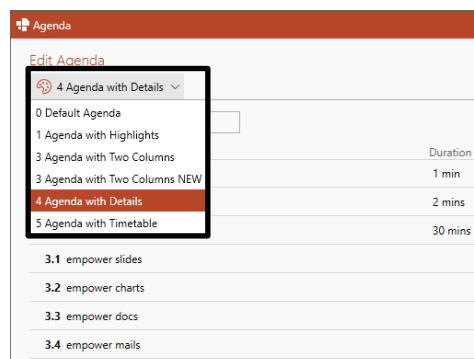 Agenda
Edit Agenda
4 Agenda with Details
0 Default Agenda
1 Agenda with Highlights
3 Agenda with Two Columns
3 Agenda with Two Columns NEW
4 Agenda with Details
5 Agenda with Timetable
Duration
1 min
2 mins
30 mins
3.1 empower slides
3.2 empower charts
3.3 empower docs
3.4 empower mails